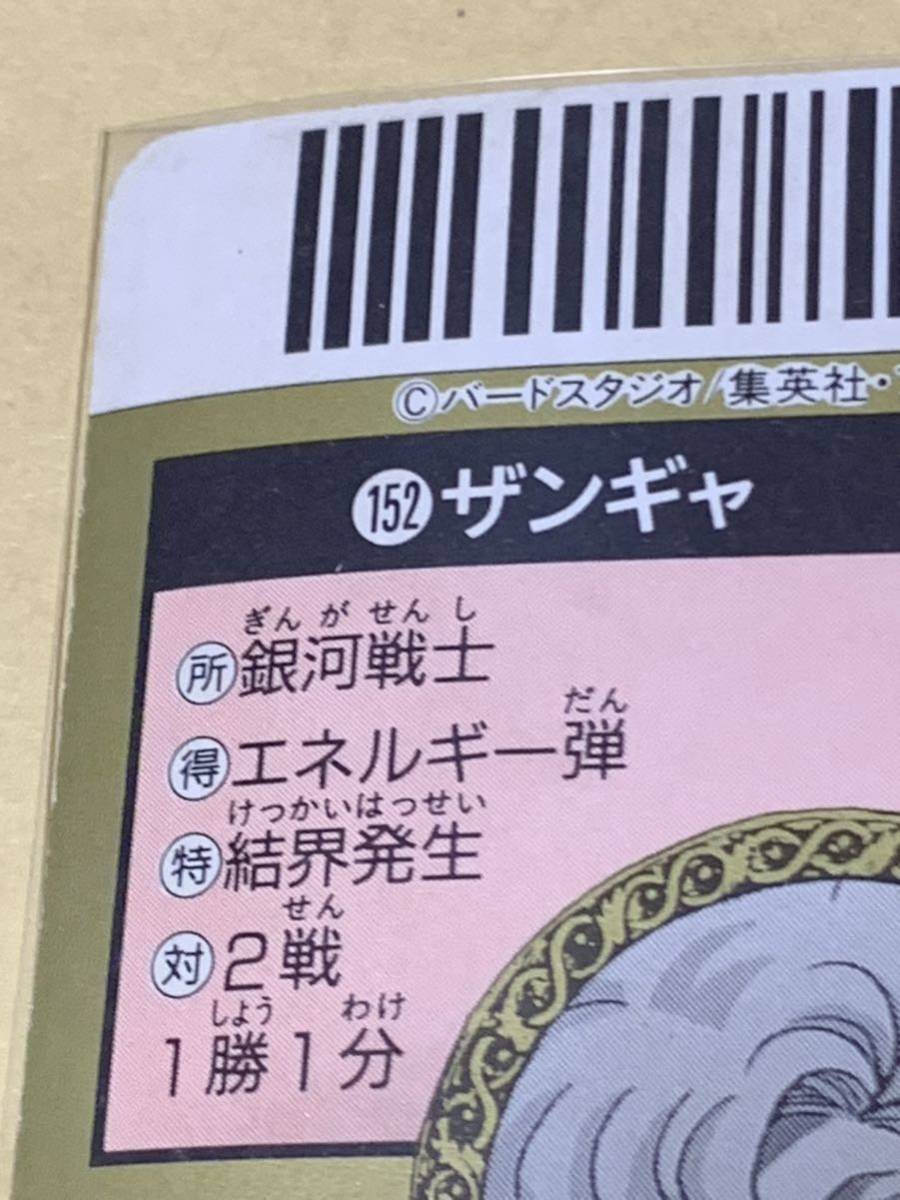 ©バードスタジオ/集英社・
152 ザンギャ
ぎんがせんし
所 銀河戦士
だん
得 エネルギー弾
けっかいはっせい
特 結界発生
せん
対 2戦
しょう わけ
1勝1分